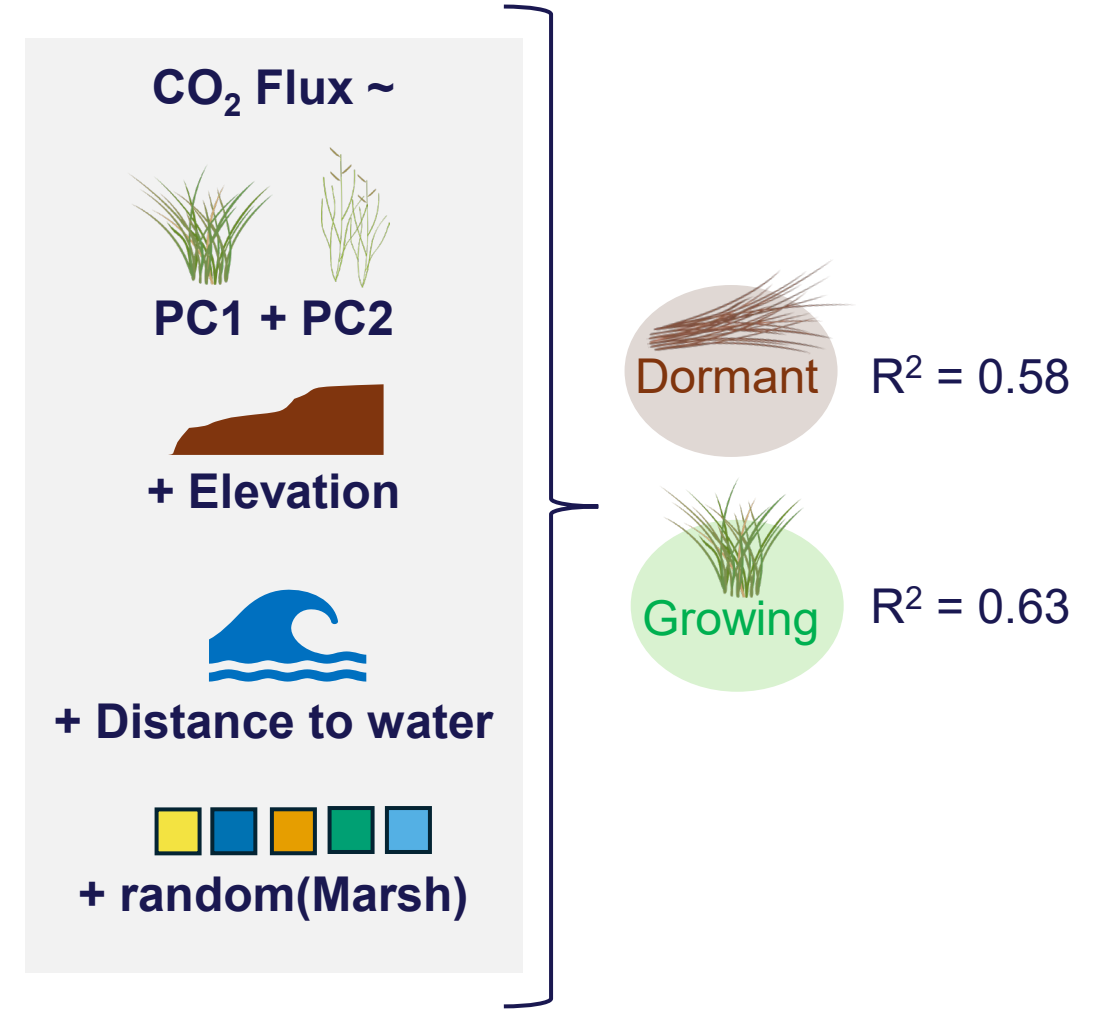 CO₂ Flux ~
PC1 + PC2
+ Elevation
+ Distance to water
+ random(Marsh)
Dormant
R² = 0.58
Growing
R² = 0.63